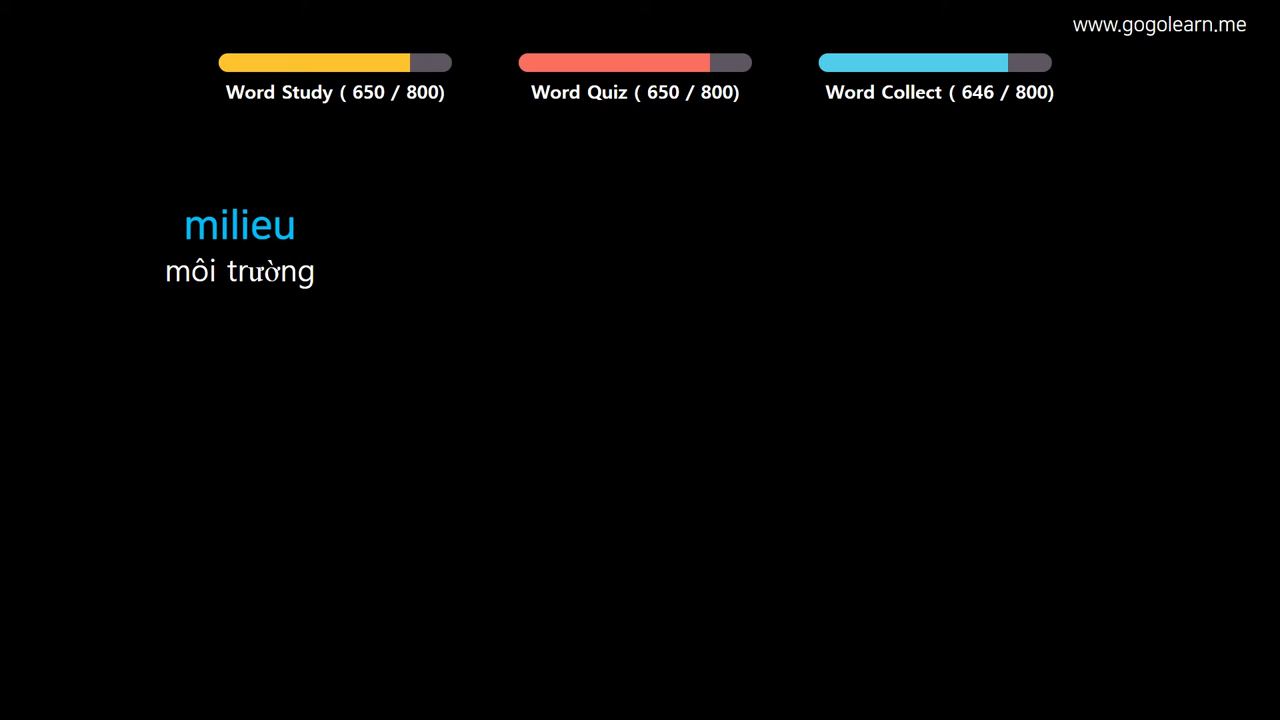 www.gogolearn.me
Word Study ( 650 / 800)
Word Quiz ( 650 / 800)
Word Collect ( 646 / 800)
milieu
môi trường